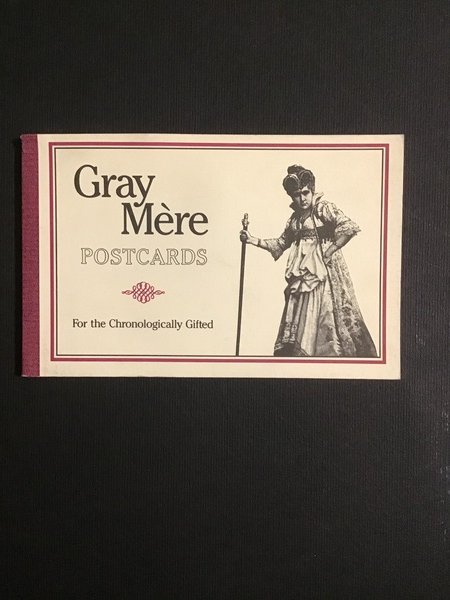 Gray
Mère
POSTCARDS
For the Chronologically Gifted